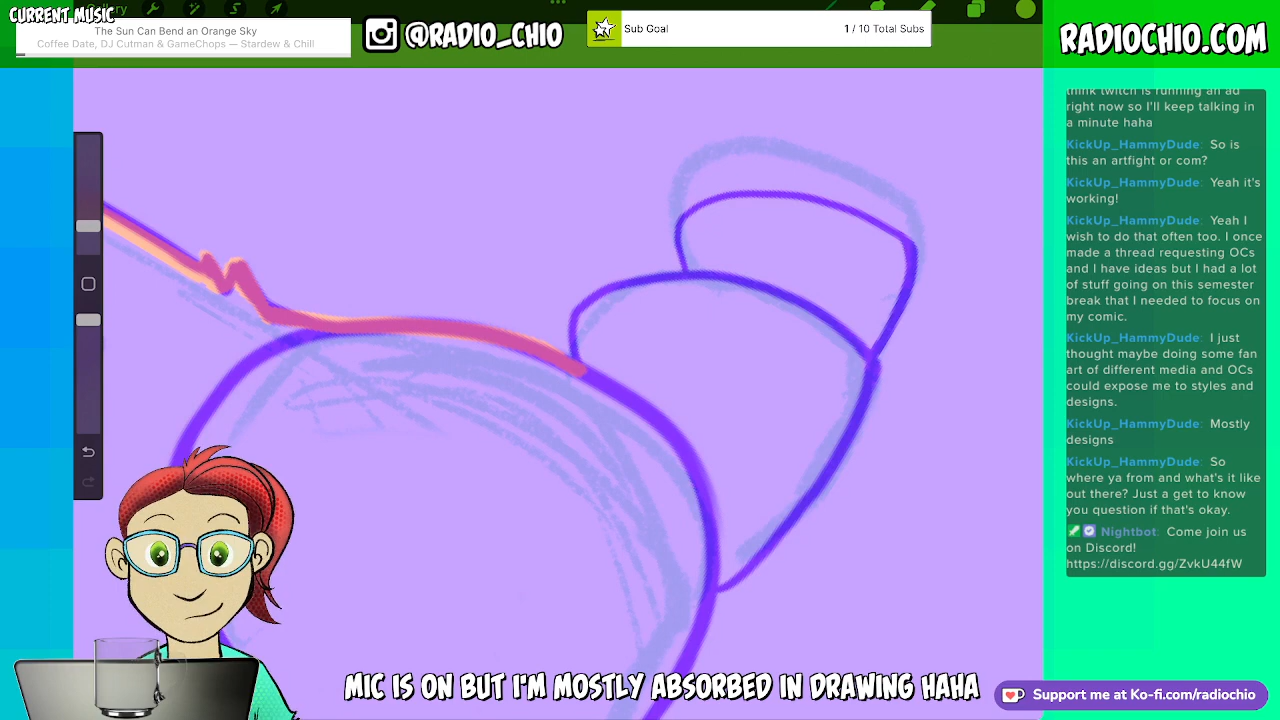 Gallery
CURRENT MUSIC
The Sun Can Bend an Orange Sky
Coffee Date, DJ Cutman & GameChops — Stardew & Chill
@RADIO_CHIO
Sub Goal
1 / 10 Total Subs
RADIOCHIO.COM
think twitch is running an ad
right now so I'll keep talking in
a minute haha
KickUp_HammyDude: So is
this an artfight or com?
KickUp_HammyDude: Yeah it's
working!
KickUp_HammyDude: Yeah I
wish to do that often too. I once
made a thread requesting OCs
and I have ideas but I had a lot
of stuff going on this semester
break that I needed to focus on
my comic.
KickUp_HammyDude: I just
thought maybe doing some fan
art of different media and OCs
could expose me to styles and
designs.
KickUp_HammyDude: Mostly
designs
KickUp_HammyDude: So
where ya from and what's it like
out there? Just a get to know
you question if that's okay.
Nightbot: Come join us
on Discord!
https://discord.gg/ZvkU44fW
MIC IS ON BUT I'M MOSTLY ABSORBED IN DRAWING HAHA
Support me at Ko-fi.com/radiochio